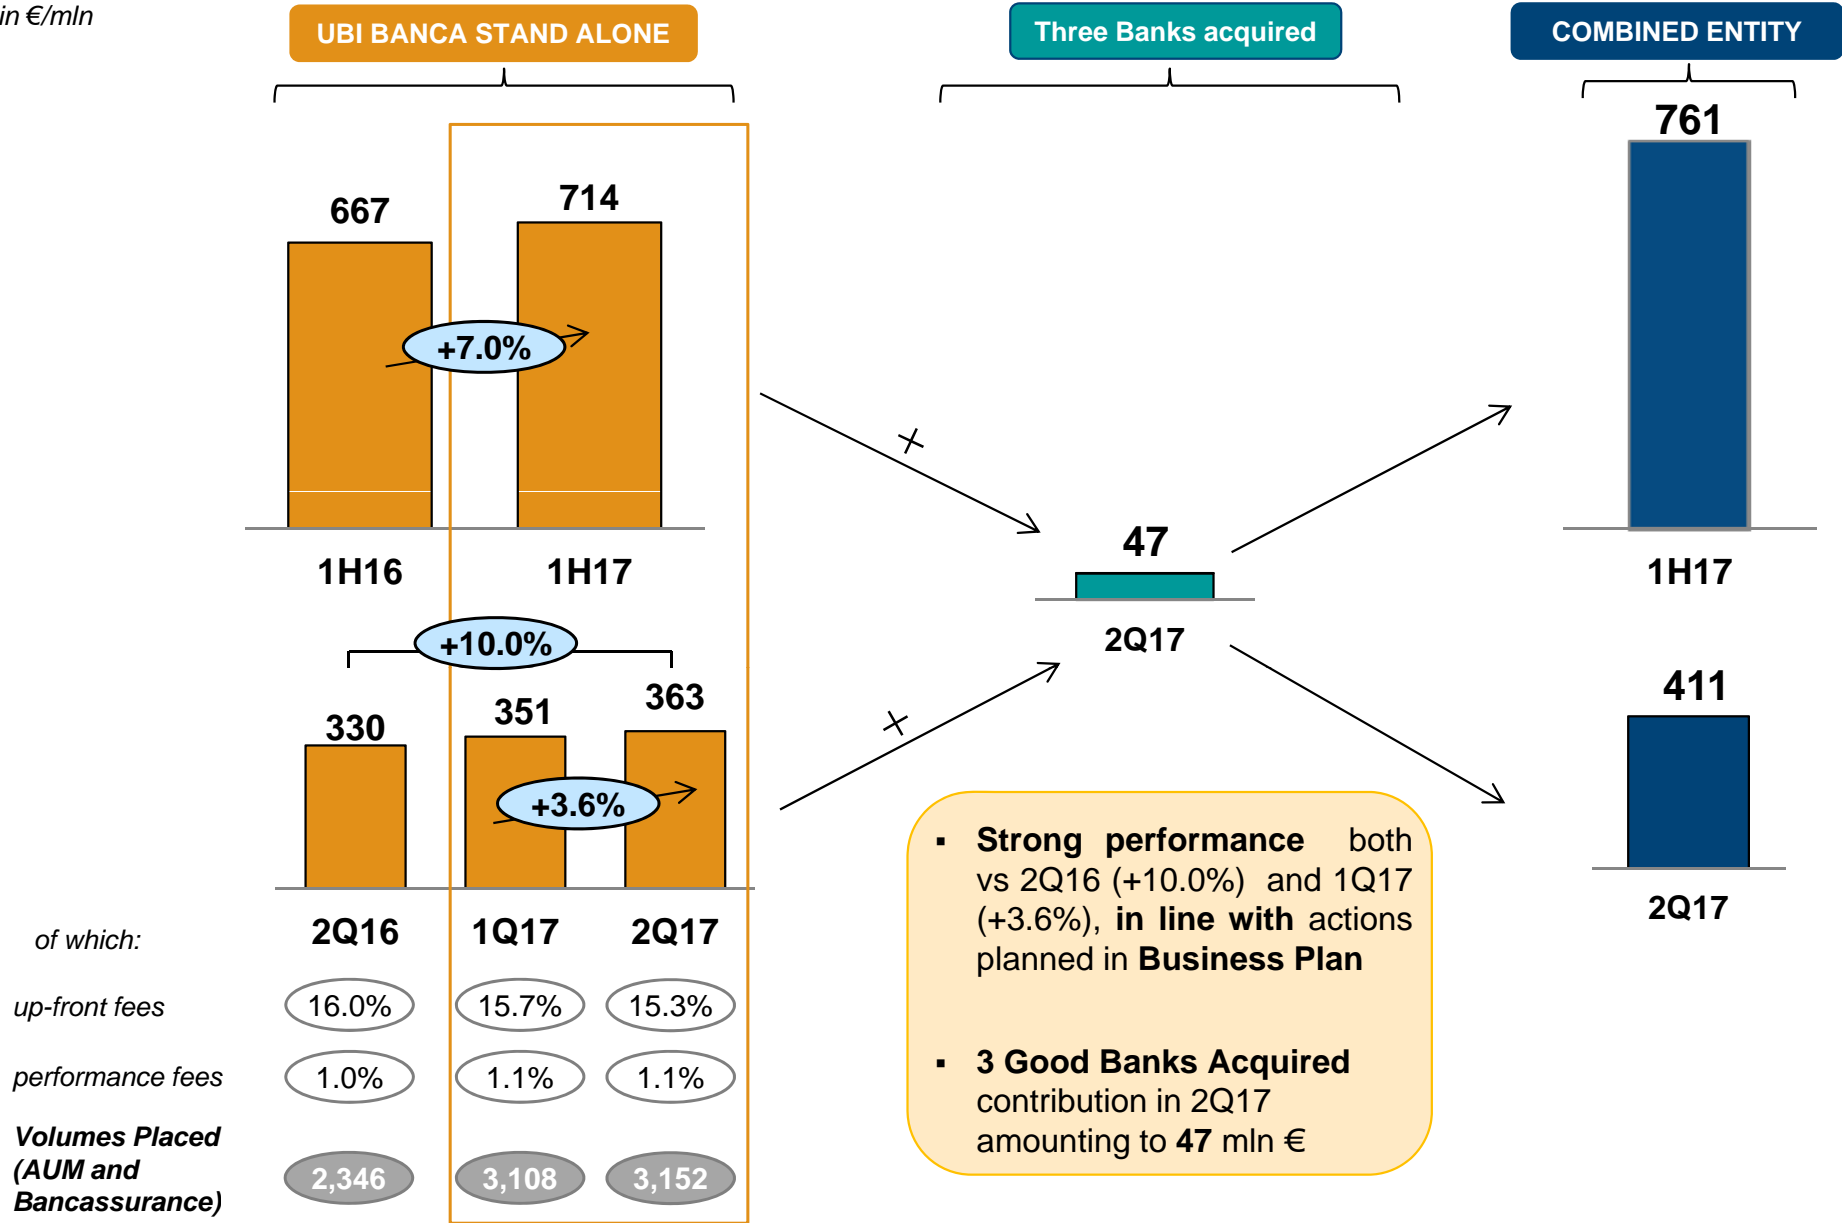 in €/mln
UBI BANCA STAND ALONE
Three Banks acquired
COMBINED ENTITY
761
667
714
+7.0%
1H16
1H17
1H17
47
2Q17
+10.0%
330
351
363
+3.6%
411
2Q16
1Q17
2Q17
2Q17
▪ Strong performance both
vs 2Q16 (+10.0%) and 1Q17
(+3.6%), in line with actions
planned in Business Plan
▪ 3 Good Banks Acquired
contribution in 2Q17
amounting to 47 mln €
of which:
up-front fees
16.0%
15.7%
15.3%
performance fees
1.0%
1.1%
1.1%
Volumes Placed
(AUM and
Bancassurance)
2,346
3,108
3,152